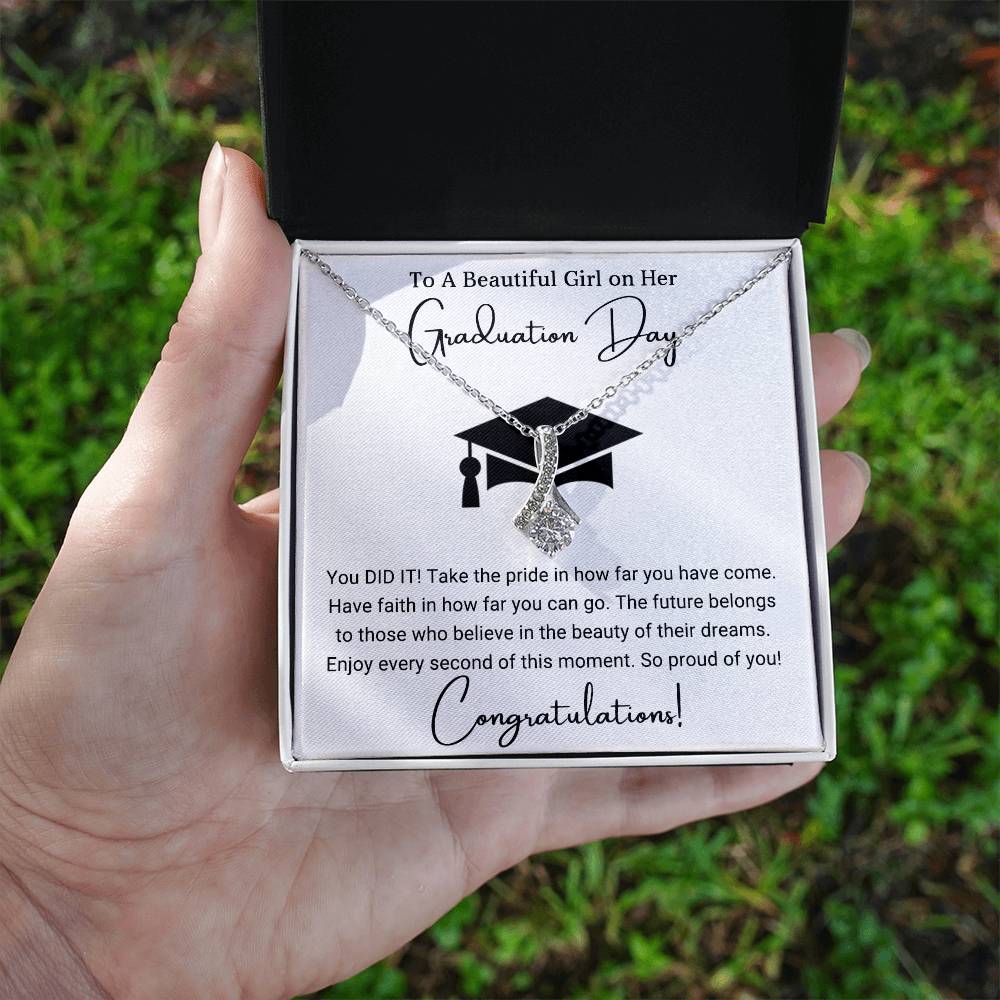 To A Beautiful Girl on Her
Graduation Day
You DID IT! Take the pride in how far you have come.
Have faith in how far you can go. The future belongs
to those who believe in the beauty of their dreams.
Enjoy every second of this moment. So proud of you!
Congratulations!